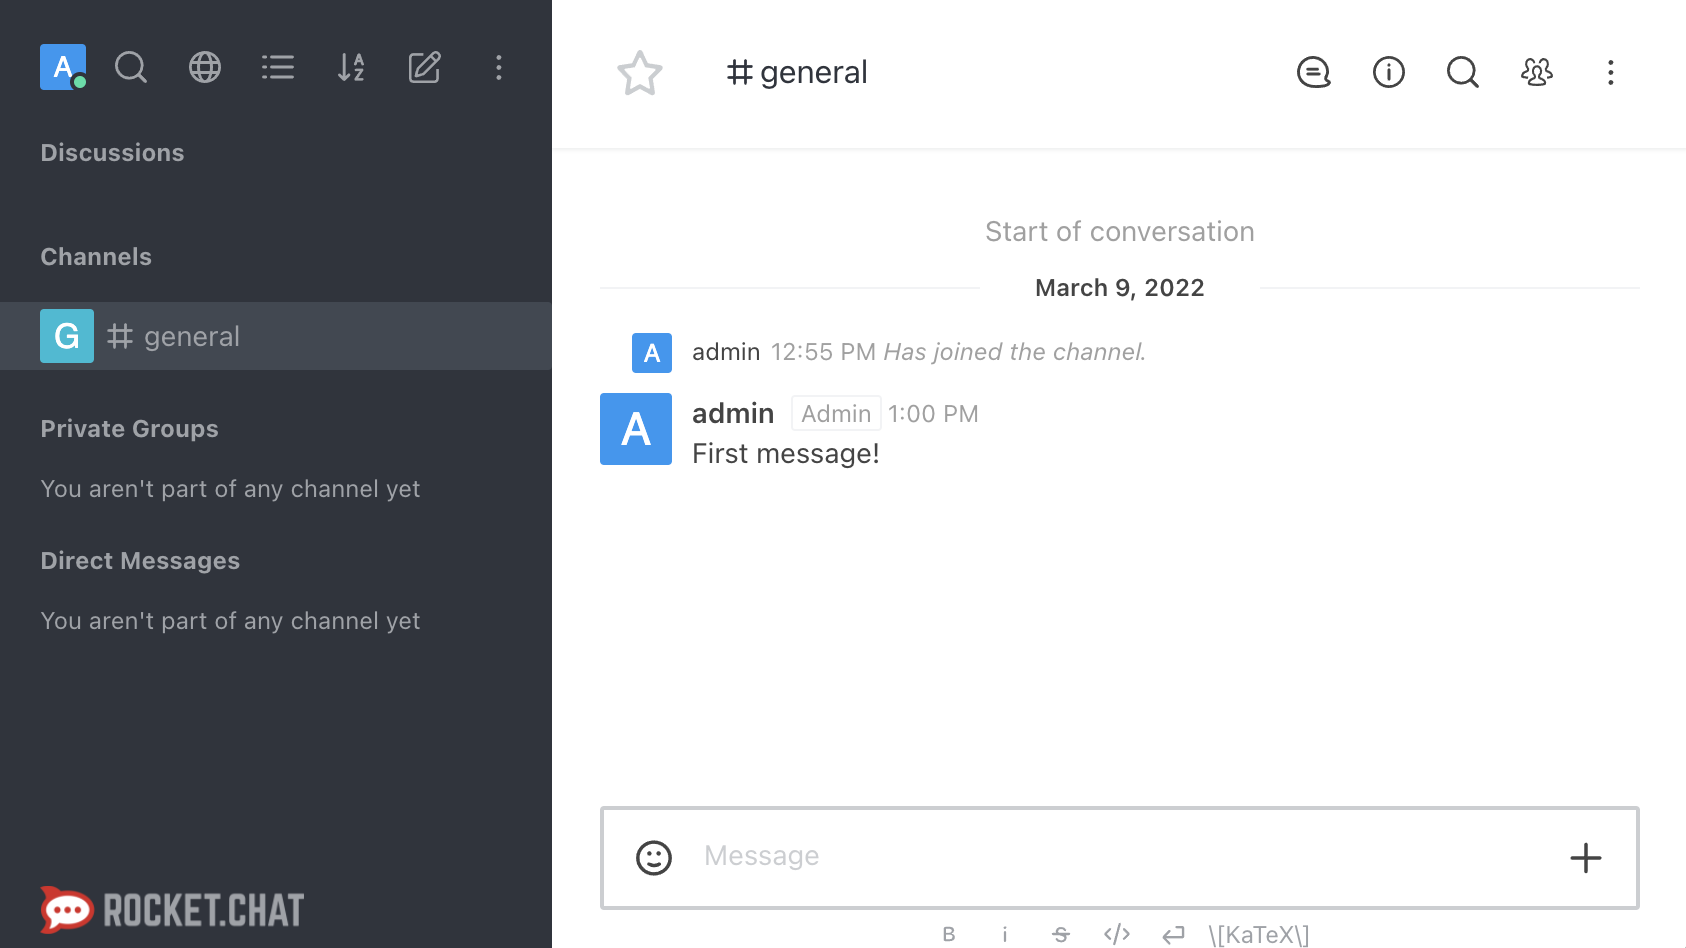 A
Discussions
Channels
G # general
Private Groups
You aren't part of any channel yet
Direct Messages
You aren't part of any channel yet
ROCKET.CHAT
# general
Start of conversation
March 9, 2022
A admin 12:55 PM Has joined the channel.
A admin Admin 1:00 PM
First message!
Message
B i S </> \[KaTeX\]